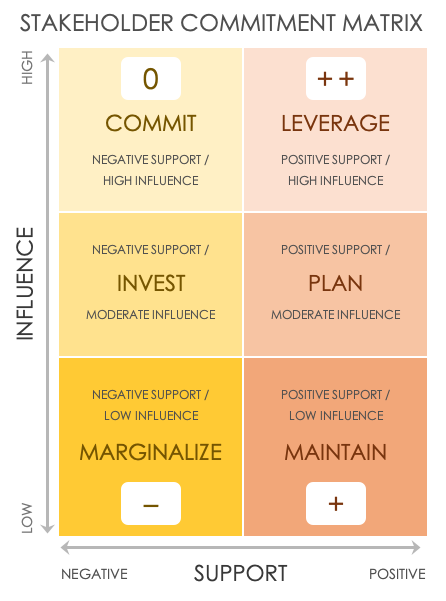 STAKEHOLDER COMMITMENT MATRIX
HIGH
INFLUENCE
LOW
0
COMMIT
NEGATIVE SUPPORT /
HIGH INFLUENCE
++
LEVERAGE
POSITIVE SUPPORT /
HIGH INFLUENCE
NEGATIVE SUPPORT /
INVEST
MODERATE INFLUENCE
POSITIVE SUPPORT /
PLAN
MODERATE INFLUENCE
NEGATIVE SUPPORT /
LOW INFLUENCE
MARGINALIZE
–
POSITIVE SUPPORT /
LOW INFLUENCE
MAINTAIN
+
NEGATIVE
SUPPORT
POSITIVE